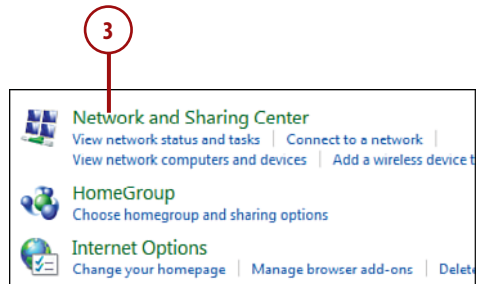 3
Network and Sharing Center
View network status and tasks | Connect to a network |
View network computers and devices | Add a wireless device t
HomeGroup
Choose homegroup and sharing options
Internet Options
Change your homepage | Manage browser add-ons | Delete